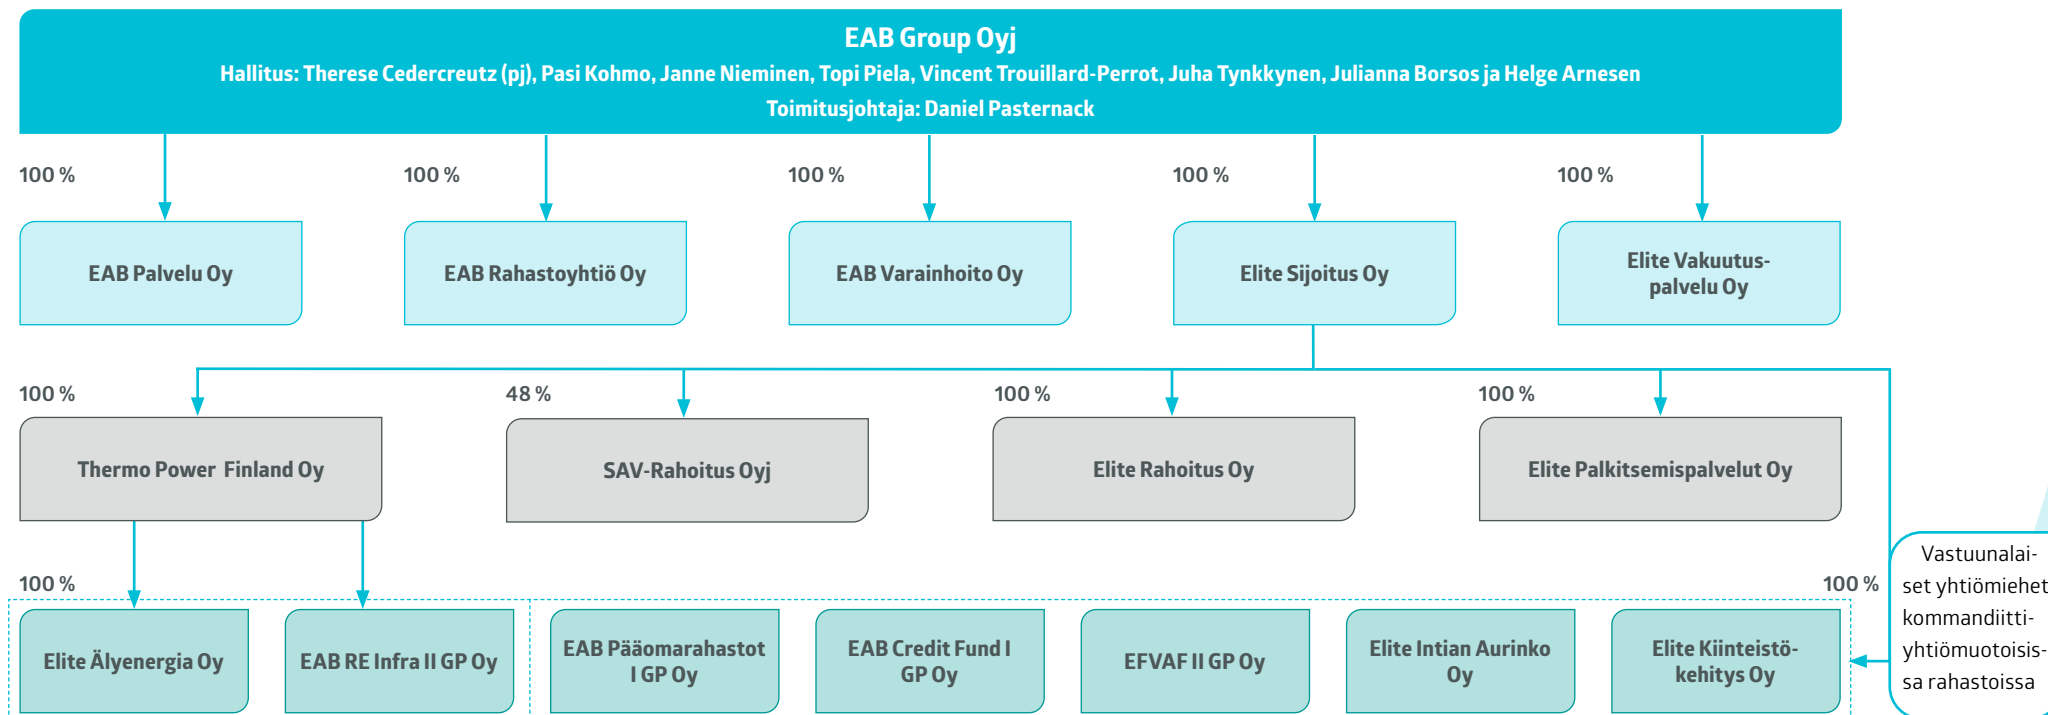 EAB Group Oyj
Hallitus: Therese Cedercreutz (pj), Pasi Kohmo, Janne Nieminen, Topi Piela, Vincent Trouillard-Perrot, Juha Tynkkynen, Julianna Borsos ja Helge Arnesen
Toimitusjohtaja: Daniel Pasternack
100 %
100 %
100 %
100 %
100 %
EAB Palvelu Oy
EAB Rahastoyhtiö Oy
EAB Varainhoito Oy
Elite Sijoitus Oy
Elite Vakuutus-
palvelu Oy
100 %
48 %
100 %
100 %
Thermo Power Finland Oy
SAV-Rahoitus Oyj
Elite Rahoitus Oy
Elite Palkitsemispalvelut Oy
100 %
100 %
Elite Älyenergia Oy
EAB RE Infra II GP Oy
EAB Pääomarahastot
I GP Oy
EAB Credit Fund I
GP Oy
EFVAF II GP Oy
Elite Intian Aurinko
Oy
Elite Kiinteistö-
kehitys Oy
Vastuunalai-
set yhtiömiehet
kommandiitti-
yhtiömuotoisis-
sa rahastoissa